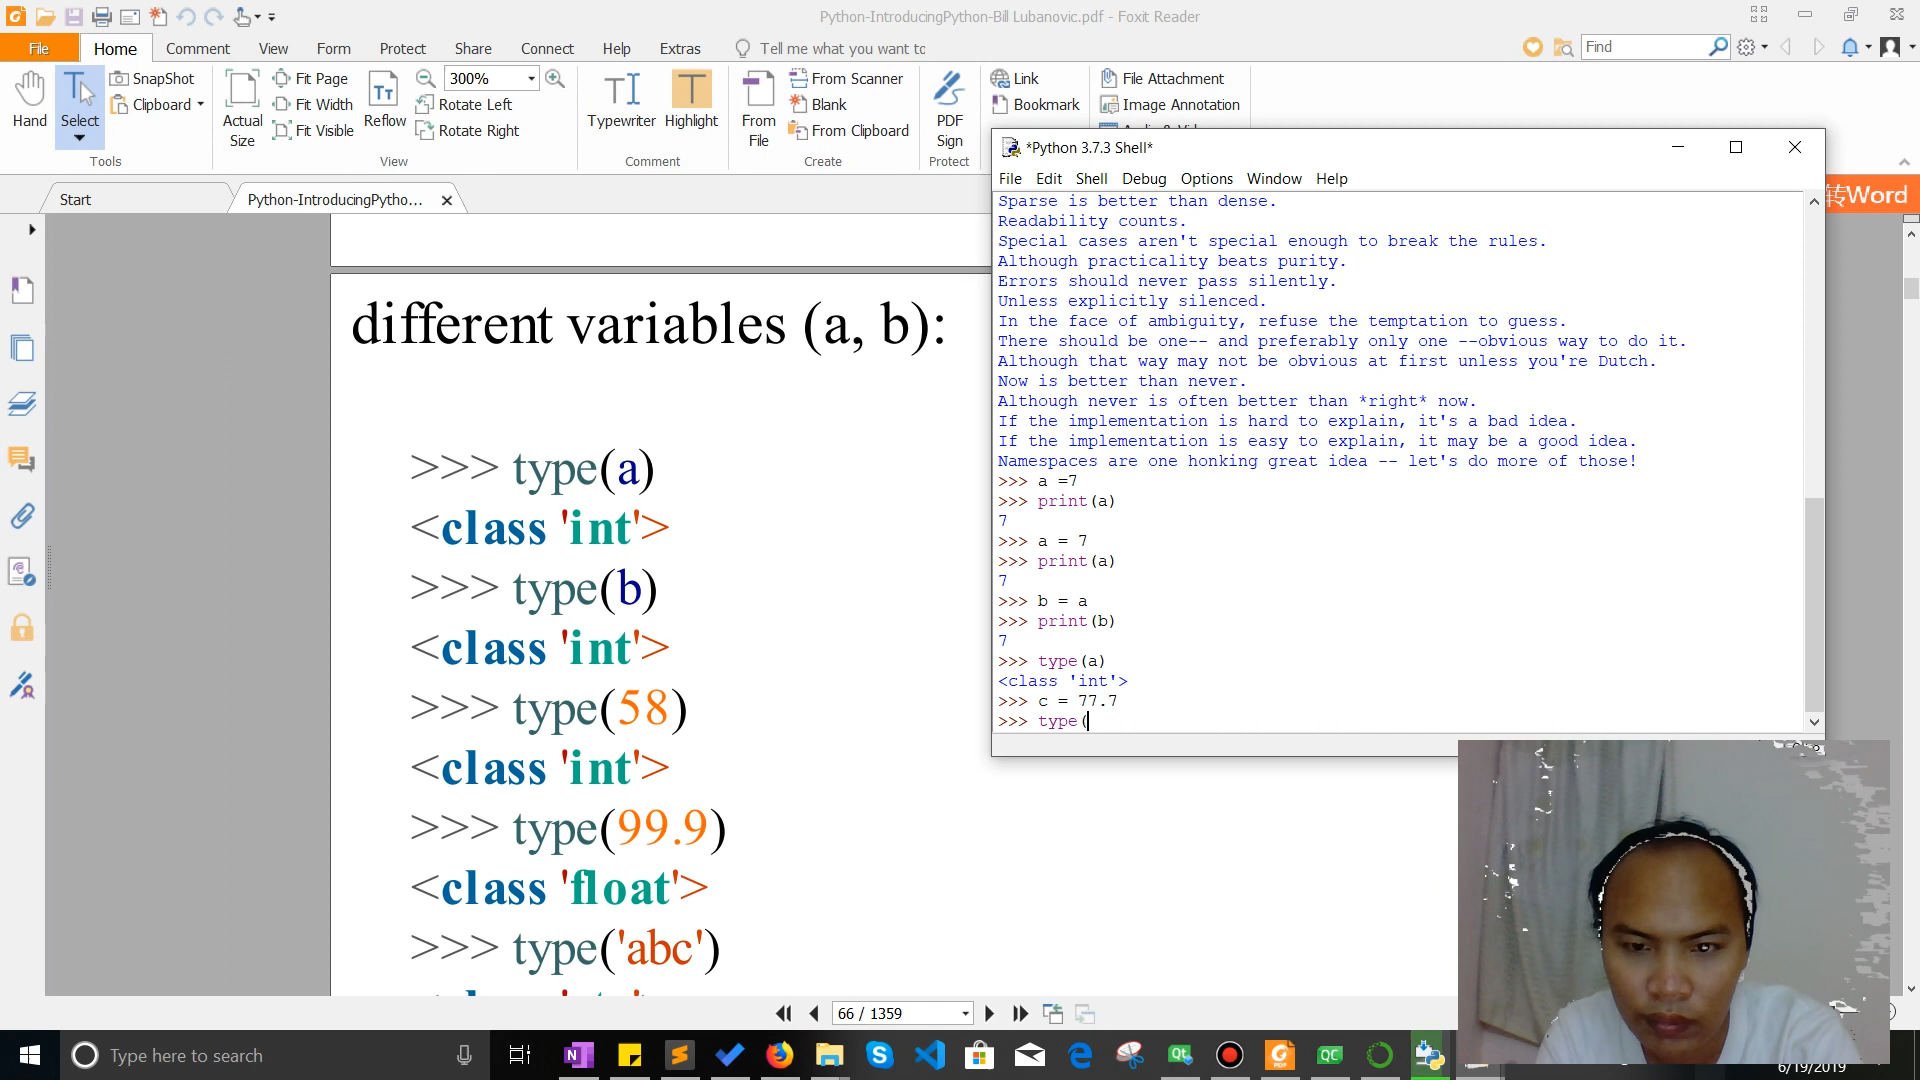 Python-IntroducingPython-Bill Lubanovic.pdf - Foxit Reader
File Home Comment View Form Protect Share Connect Help Extras Tell me what you want to Find
Hand
Select
SnapShot
Clipboard
Tools
Actual Size
Fit Page
Fit Width
Fit Visible
Reflow
300%
Rotate Left
Rotate Right
View
Typewriter
Highlight
Comment
From File
From Scanner
Blank
From Clipboard
Create
PDF Sign
Protect
Link
Bookmark
File Attachment
Image Annotation
Start
Python-IntroducingPytho...
转Word
different variables (a, b):
>>> type(a)
<class 'int'>
>>> type(b)
<class 'int'>
>>> type(58)
<class 'int'>
>>> type(99.9)
<class 'float'>
>>> type('abc')
*Python 3.7.3 Shell*
File Edit Shell Debug Options Window Help
Sparse is better than dense.
Readability counts.
Special cases aren't special enough to break the rules.
Although practicality beats purity.
Errors should never pass silently.
Unless explicitly silenced.
In the face of ambiguity, refuse the temptation to guess.
There should be one-- and preferably only one --obvious way to do it.
Although that way may not be obvious at first unless you're Dutch.
Now is better than never.
Although never is often better than *right* now.
If the implementation is hard to explain, it's a bad idea.
If the implementation is easy to explain, it may be a good idea.
Namespaces are one honking great idea -- let's do more of those!
>>> a =7
>>> print(a)
7
>>> a = 7
>>> print(a)
7
>>> b = a
>>> print(b)
7
>>> type(a)
<class 'int'>
>>> c = 77.7
>>> type(
66 / 1359
Type here to search
6/19/2019